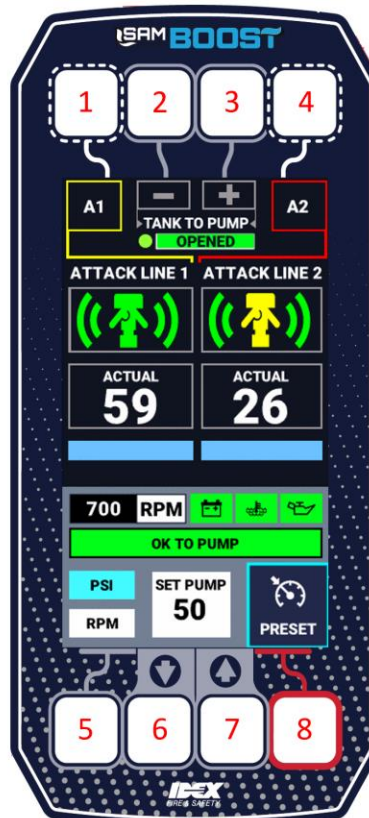 SAM BOOST
1 2 3 4
A1 − + A2
TANK TO PUMP
OPENED
ATTACK LINE 1 ATTACK LINE 2
ACTUAL ACTUAL
59 26
700 RPM
OK TO PUMP
PSI SET PUMP
50
RPM PRESET
5 6 7 8
IDEX
FIRE & SAFETY